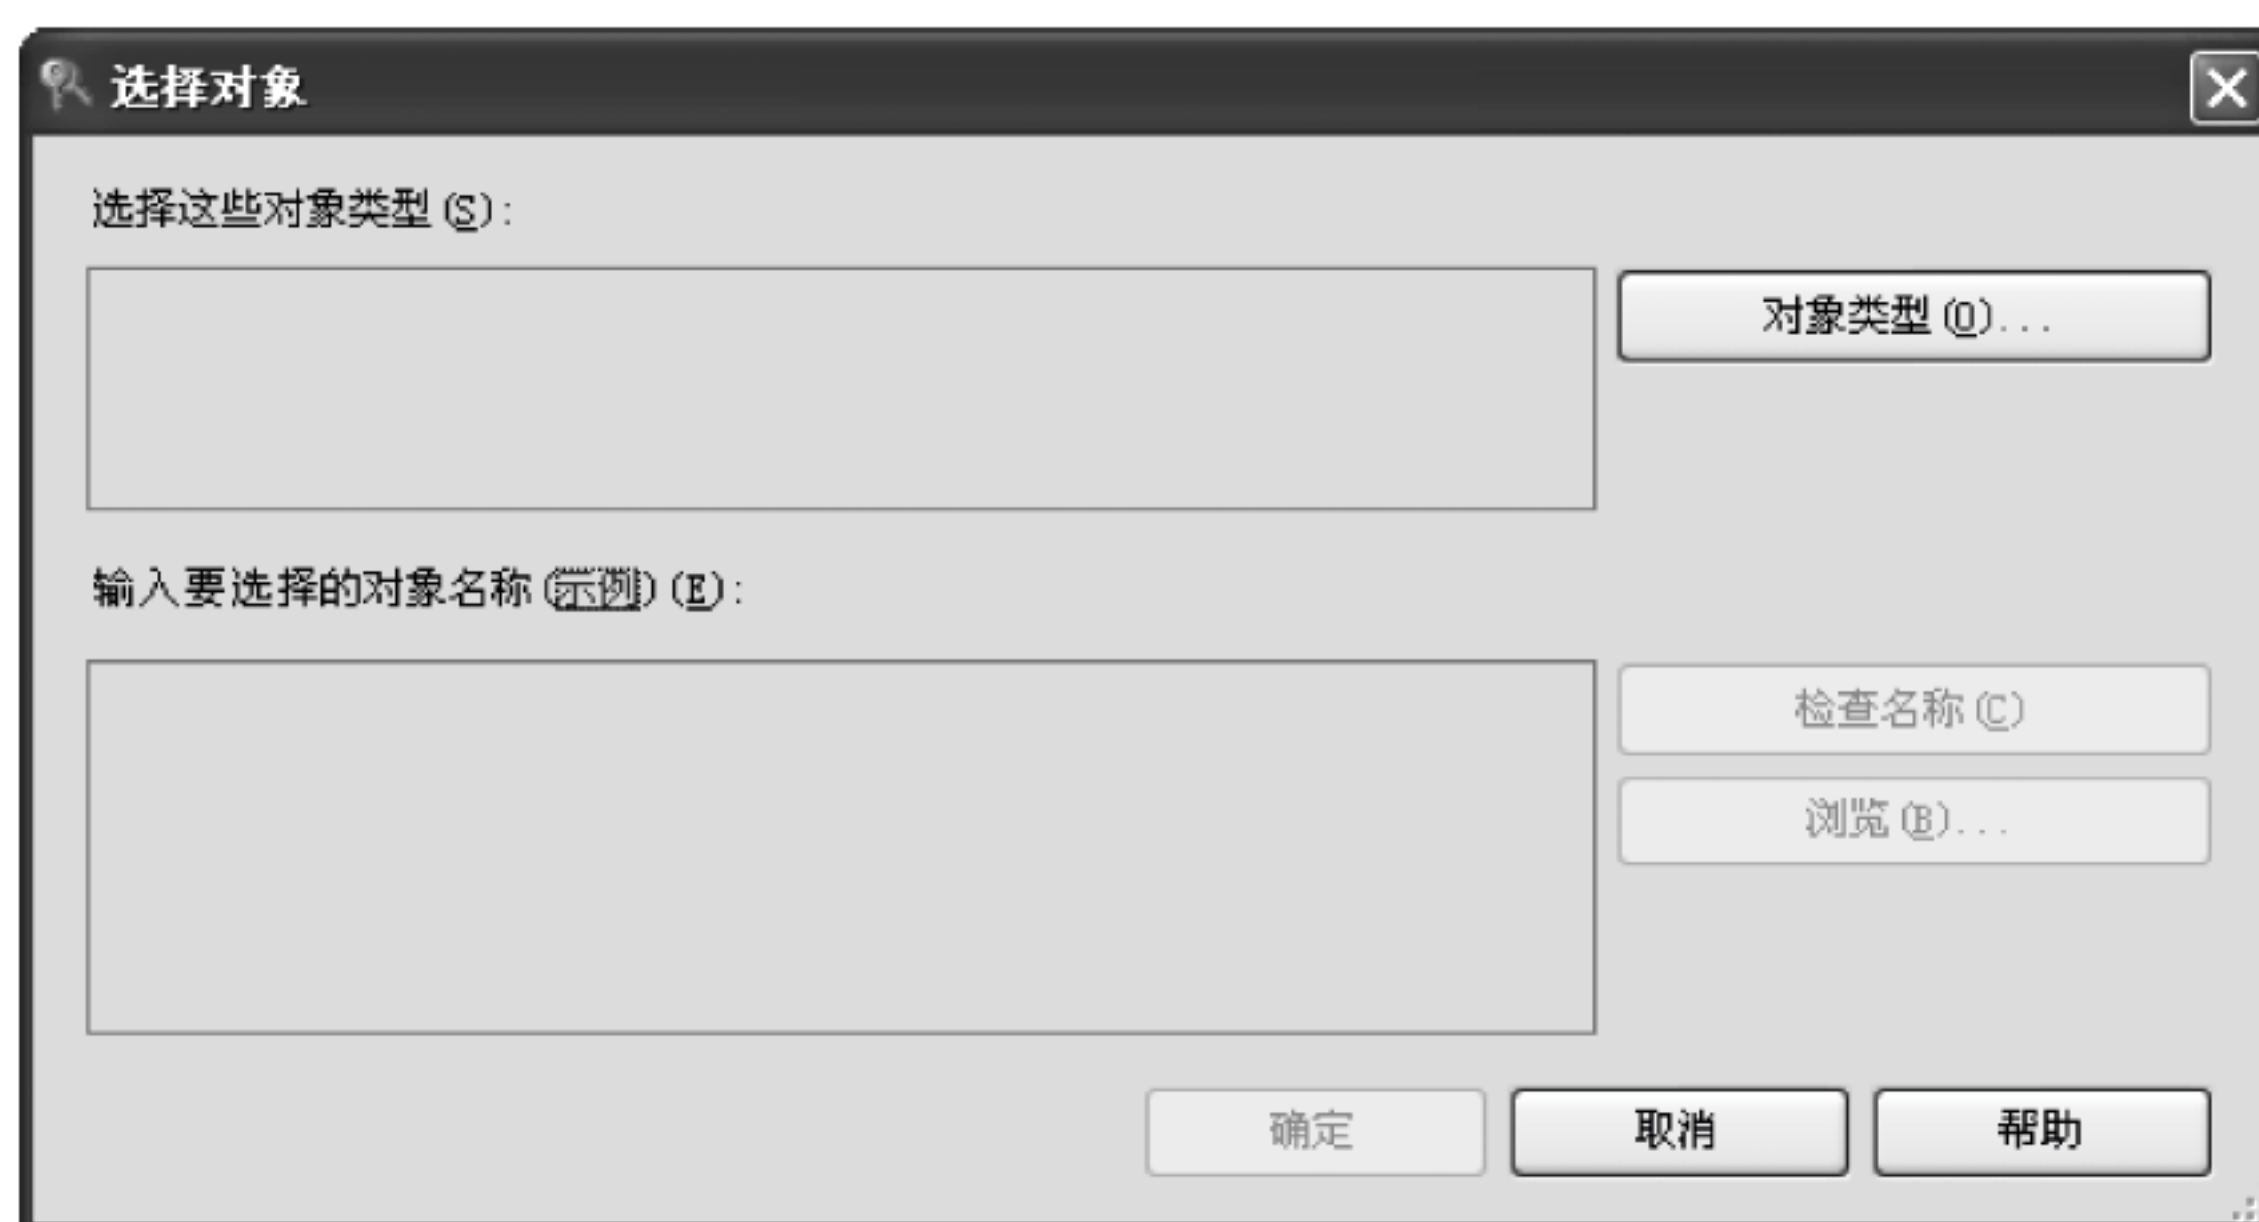 选择对象
选择这些对象类型(S):
对象类型(O)...
输入要选择的对象名称(示例)(E):
检查名称(C)
浏览(B)...
确定
取消
帮助